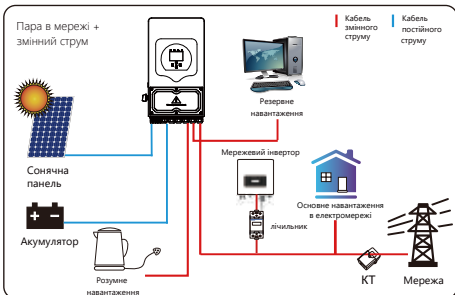 Пара в мережі +
змінний струм
Кабель
змінного
струму
Кабель
постійного
струму
Резервне
навантаження
Сонячна
панель
Мережевий інвертор
Основне навантаження
в електромережі
Акумулятор
лічильник
Розумне
навантаження
КТ
Мережа